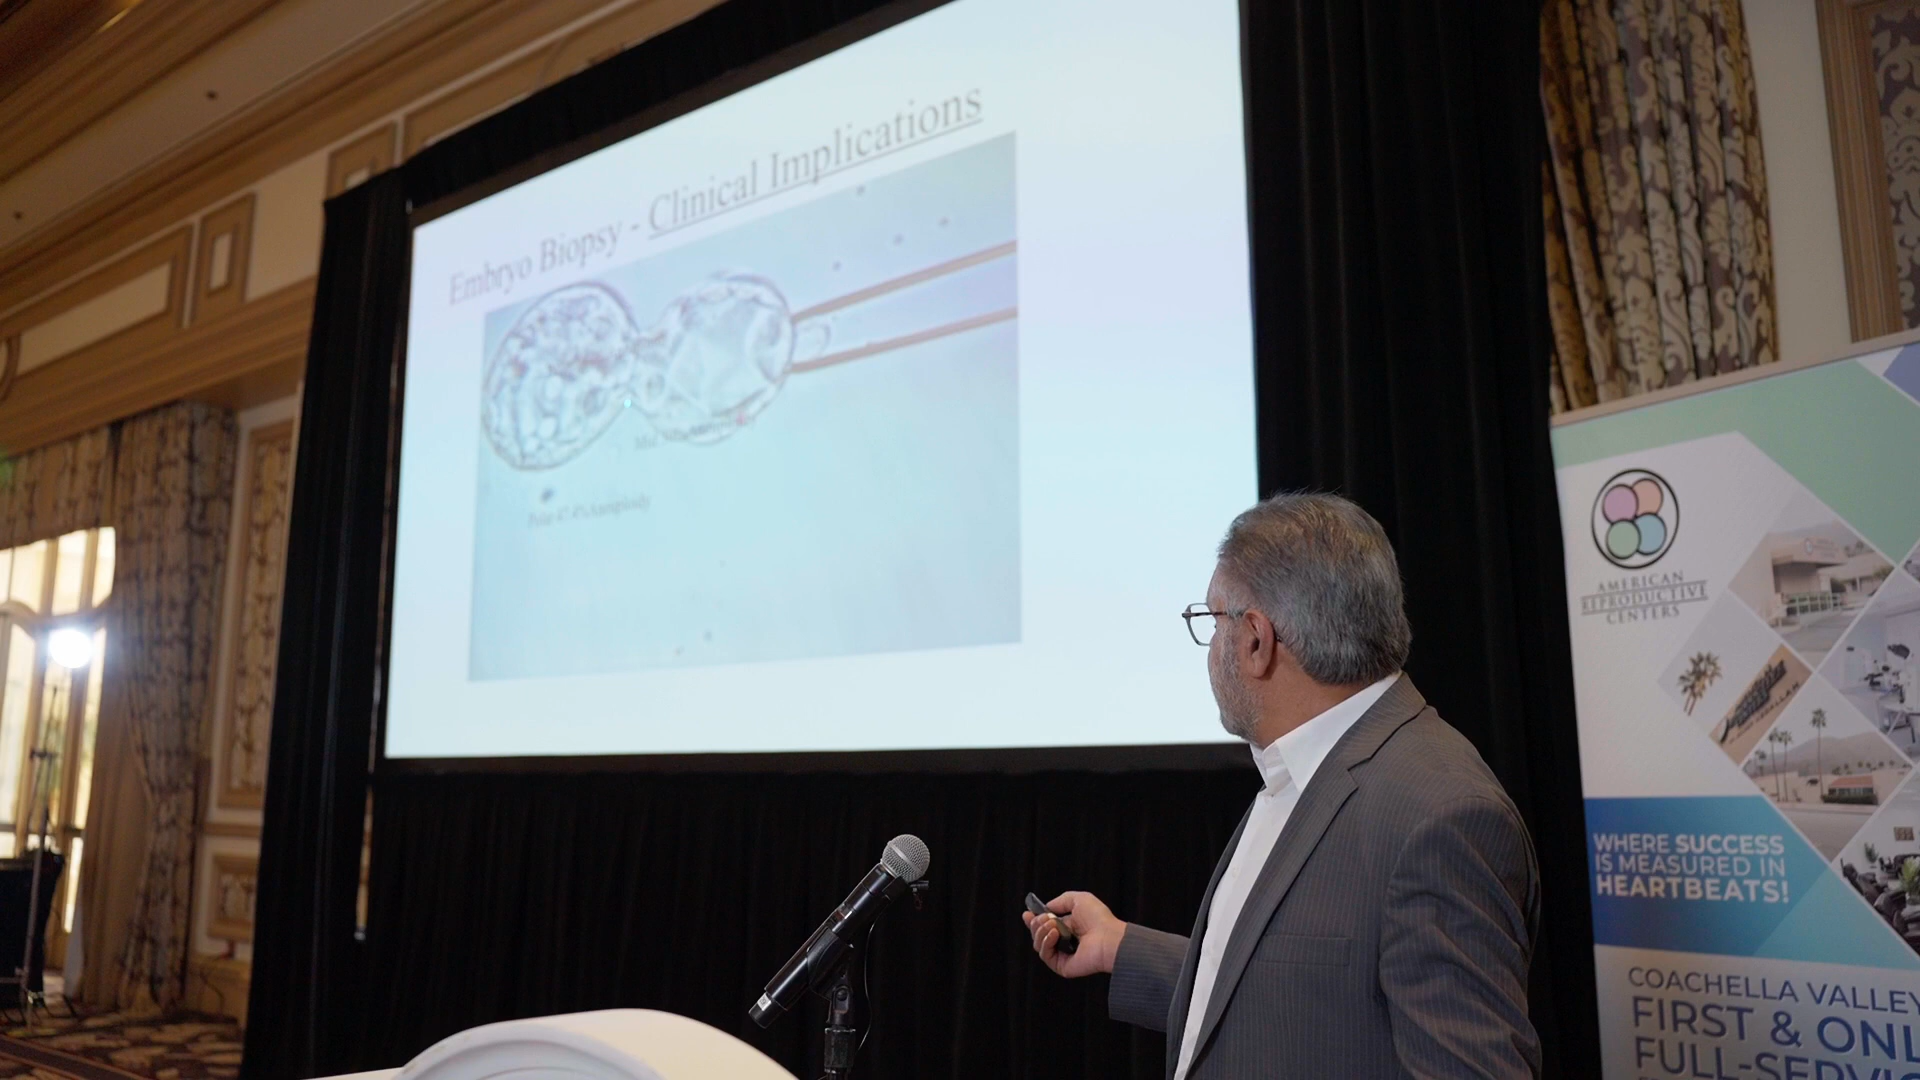 Embryo Biopsy - Clinical Implications
AMERICAN
REPRODUCTIVE
CENTERS
WHERE SUCCESS
IS MEASURED IN
HEARTBEATS!
COACHELLA VALLEY
FIRST & ONL
FULL-SERVIC